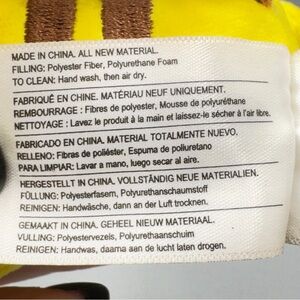 MADE IN CHINA. ALL NEW MATERIAL.
FILLING: Polyester Fiber, Polyurethane Foam
TO CLEAN: Hand wash, then air dry.
FABRIQUÉ EN CHINE. MATÉRIAU NEUF UNIQUEMENT.
REMBOURRAGE : Fibres de polyester, Mousse de polyuréthane
NETTOYAGE : Lavez le produit à la main et laissez-le sécher à l'air libre.
FABRICADO EN CHINA. MATERIAL TOTALMENTE NUEVO.
RELLENO: Fibras de poliéster, Espuma de poliuretano
PARA LIMPIAR: Lavar a mano, luego secar al aire.
HERGESTELLT IN CHINA. VOLLSTÄNDIG NEUE MATERIALIEN.
FÜLLUNG: Polyesterfasern, Polyurethanschaumstoff
REINIGEN: Handwäsche, dann an der Luft trocknen.
GEMAAKT IN CHINA. GEHEEL NIEUW MATERIAAL.
VULLING: Polyestervezels, Polyurethaanschuim
REINIGEN: Handwas, daarna aan de lucht laten drogen.